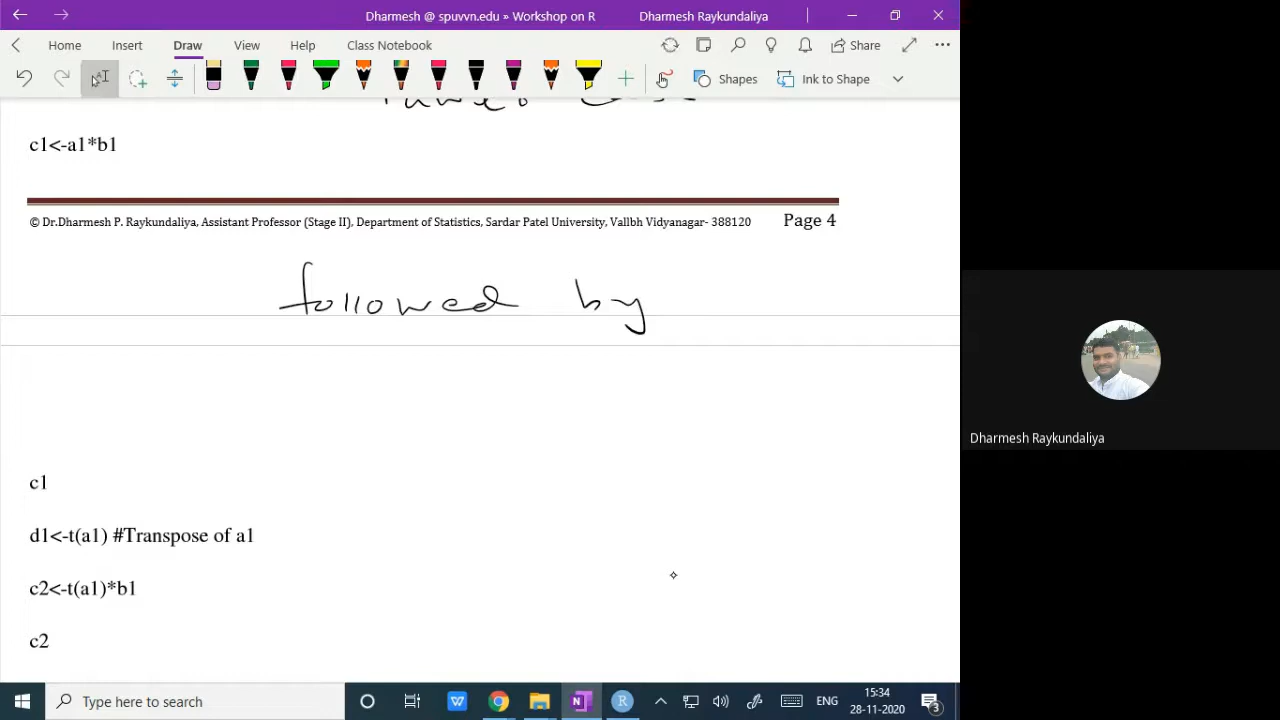 Dharmesh @ spuvvn.edu » Workshop on R
Dharmesh Raykundaliya
Home Insert Draw View Help Class Notebook Share
Shapes Ink to Shape
c1<-a1*b1
© Dr.Dharmesh P. Raykundaliya, Assistant Professor (Stage II), Department of Statistics, Sardar Patel University, Vallbh Vidyanagar- 388120 Page 4
followed by
Dharmesh Raykundaliya
c1
d1<-t(a1) #Transpose of a1
c2<-t(a1)*b1
c2
Type here to search
ENG
15:34
28-11-2020
3